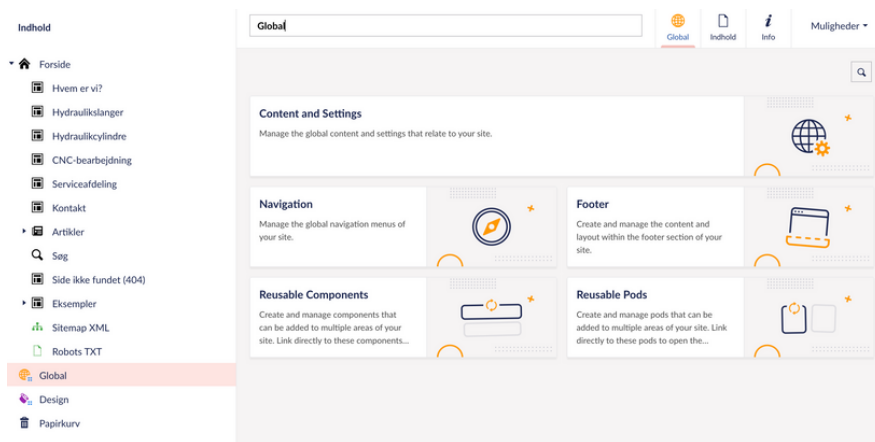 Indhold
Forside
Hvem er vi?
Hydraulikslanger
Hydraulikcylindre
CNC-bearbejdning
Serviceafdeling
Kontakt
Artikler
Søg
Side ikke fundet (404)
Eksempler
Sitemap XML
Robots TXT
Global
Design
Papirkurv
Global
Global
Indhold
Info
Muligheder
Content and Settings
Manage the global content and settings that relate to your site.
Navigation
Manage the global navigation menus of
your site.
Footer
Create and manage the content and
layout within the footer section of your
site.
Reusable Components
Create and manage components that
can be added to multiple areas of your
site. Link directly to these components...
Reusable Pods
Create and manage pods that can be
added to multiple areas of your site. Link
directly to these pods to open the...